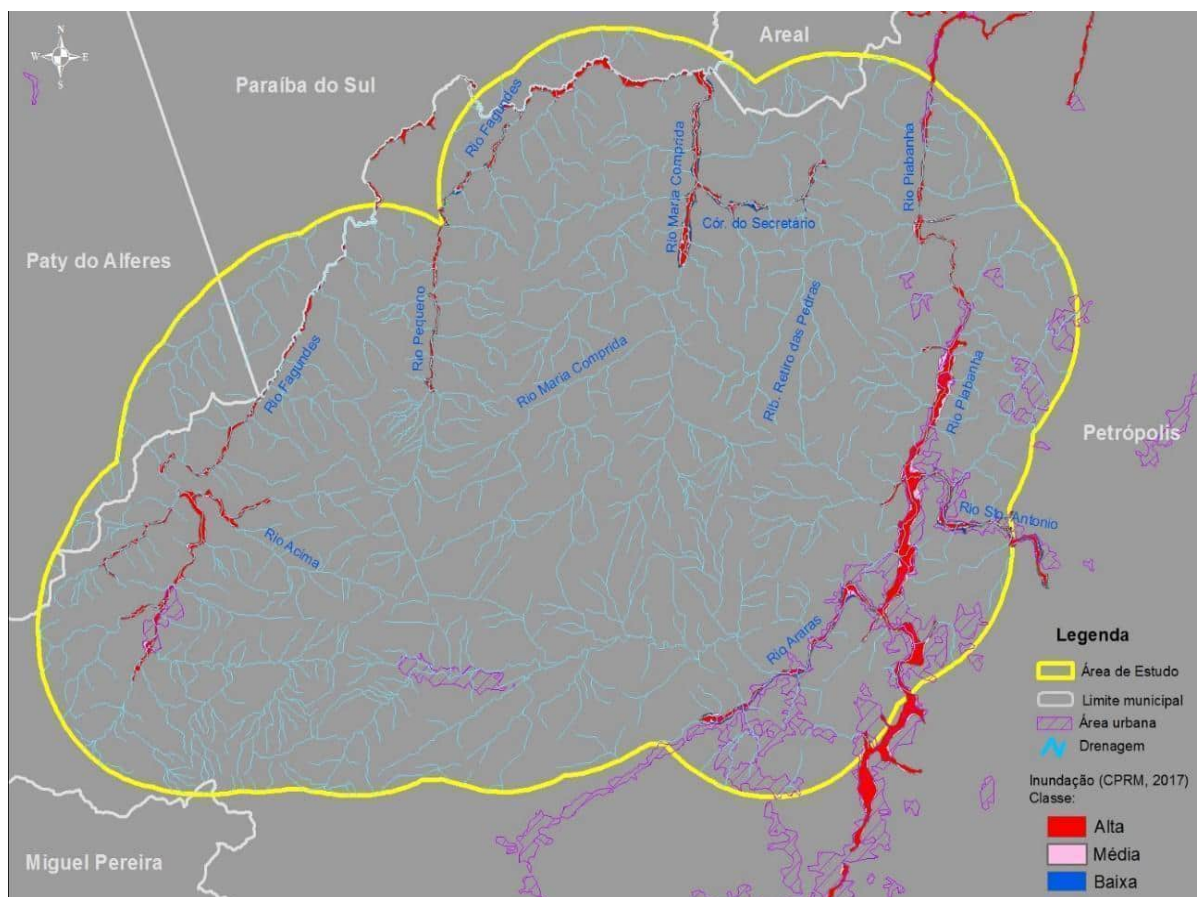 N
W E
S
Areal
Paraíba do Sul
Rio Fagundes
Rio Maria Comprida
Rio Piabanha
Cór. do Secretário
Paty do Alferes
Rio Fagundes
Rio Pequeno
Rio Maria Comprida
Rib. Retiro das Pedras
Rio Piabanha
Petrópolis
Rio Sto. Antonio
Rio Acima
Rio Araras
Miguel Pereira
Legenda
Área de Estudo
Limite municipal
Área urbana
Drenagem
Inundação (CPRM, 2017)
Classe:
Alta
Média
Baixa